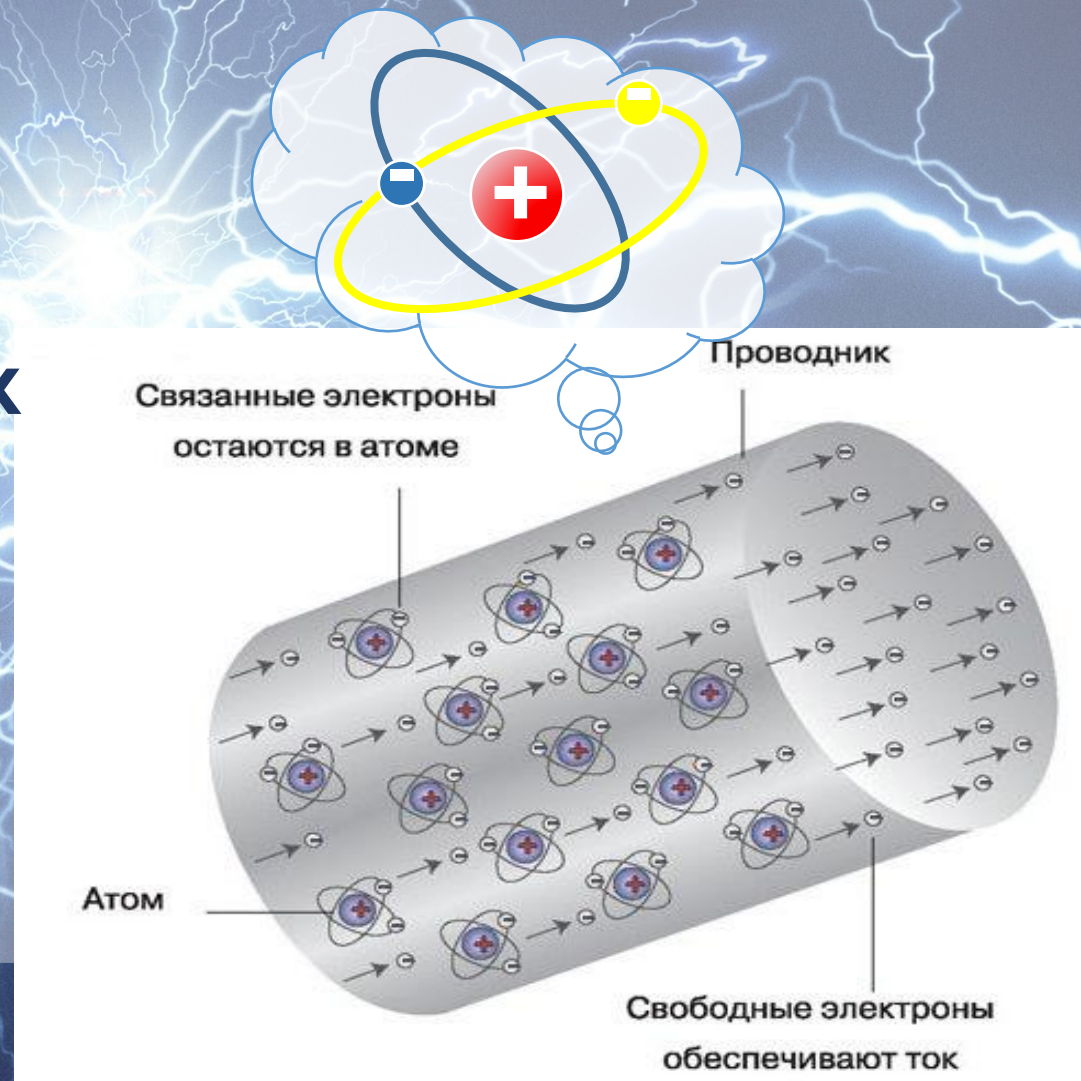 Проводник
к
Связанные электроны
остаются в атоме
Атом
Свободные электроны
обеспечивают ток